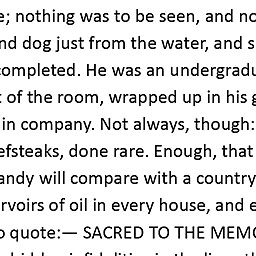 e; nothing was to be seen, and no
nd dog just from the water, and s
completed. He was an undergradu
of the room, wrapped up in his
in company. Not always, though:
efsteaks, done rare. Enough, that
andy will compare with a country
rvoirs of oil in every house, and e
o quote:— SACRED TO THE MEMO